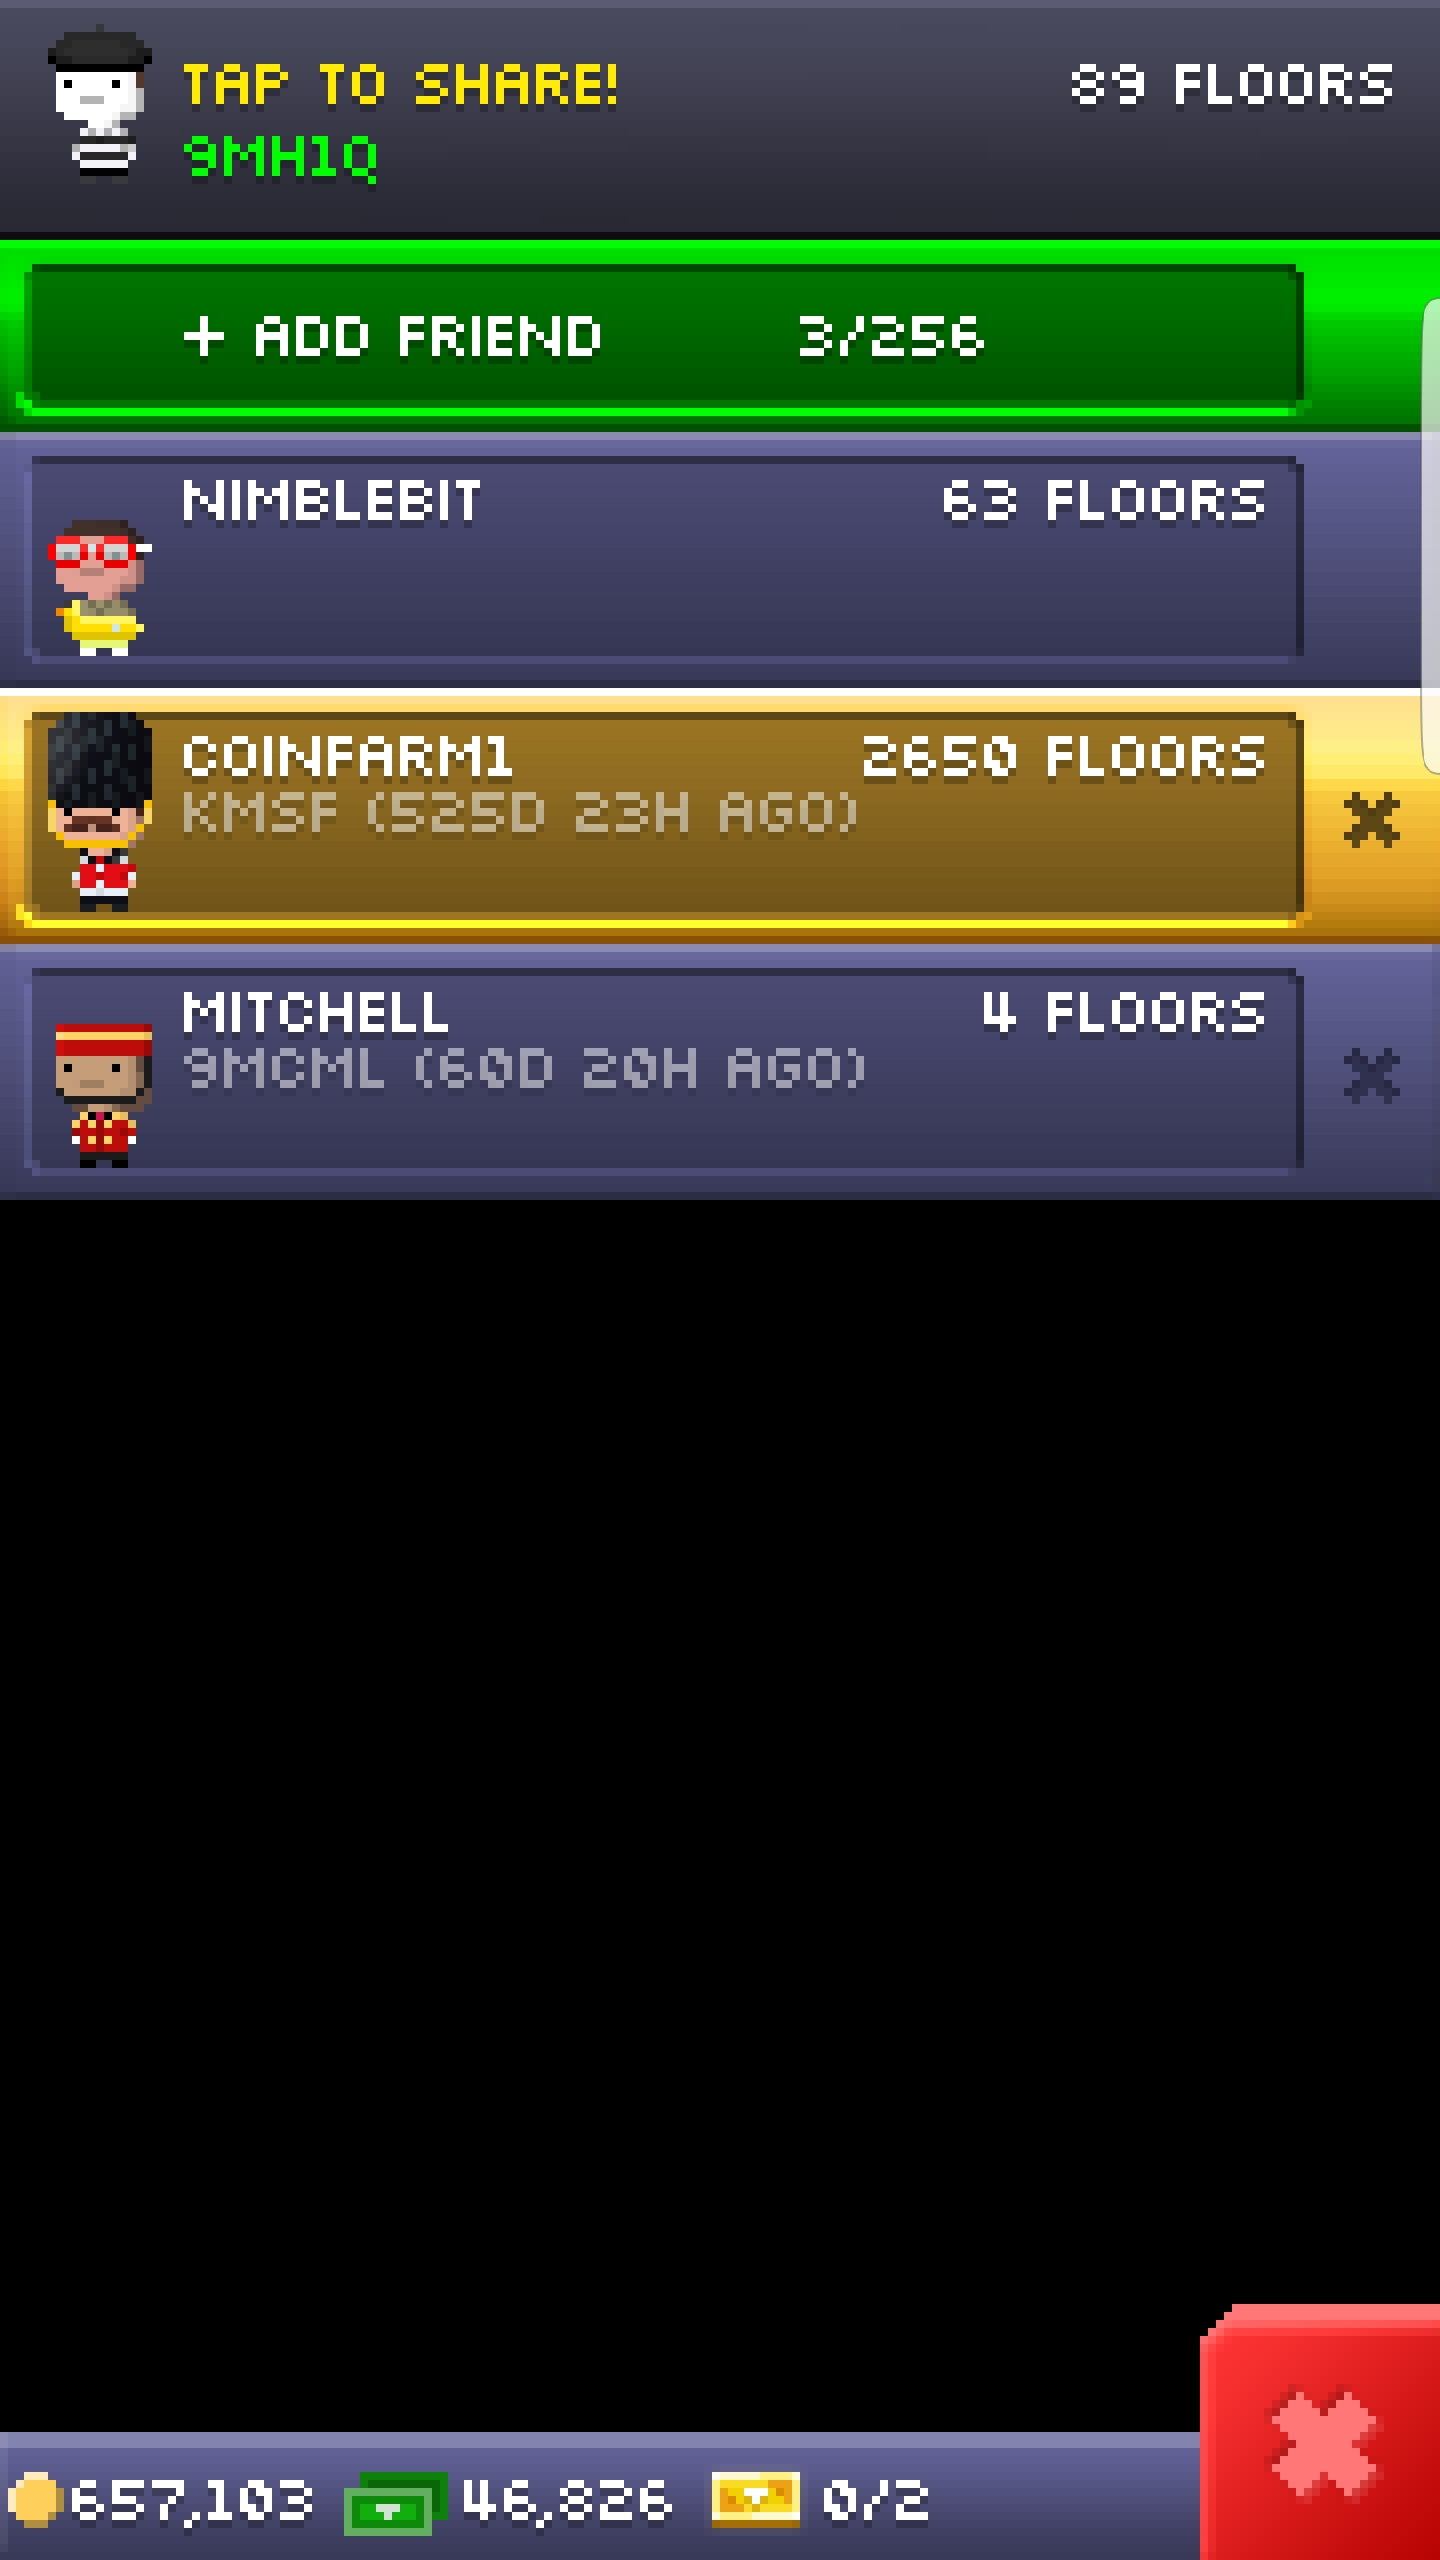 TAP TO SHARE! 89 FLOORS
9MH1Q
+ ADD FRIEND 3/256
NIMBLEBIT 63 FLOORS
COINFARM1 2650 FLOORS
KMSF (525D 23H AGO)
MITCHELL 4 FLOORS
9MCML (60D 20H AGO)
657,103 46,826 0/2